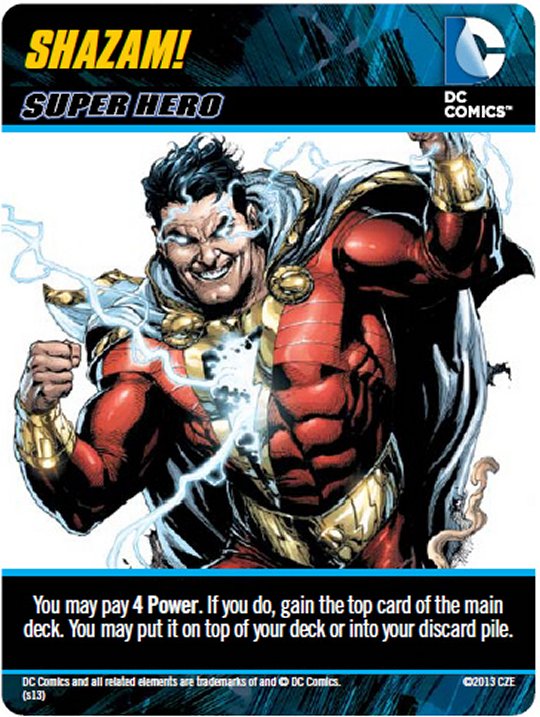 SHAZAM!
SUPER HERO
DC
COMICS™
You may pay 4 Power. If you do, gain the top card of the main
deck. You may put it on top of your deck or into your discard pile.
DC Comics and all related elements are trademarks of and © DC Comics.
(s13)
©2013 CZE